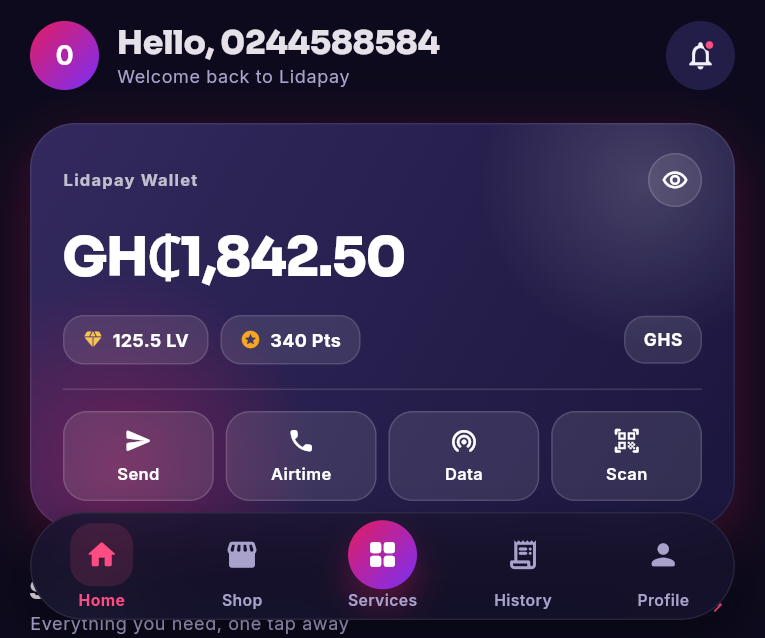 0
Hello, 0244588584
Welcome back to Lidapay
Lidapay Wallet
GH₵1,842.50
125.5 LV
340 Pts
GHS
Send
Airtime
Data
Scan
Home
Shop
Services
History
Profile
Everything you need, one tap away